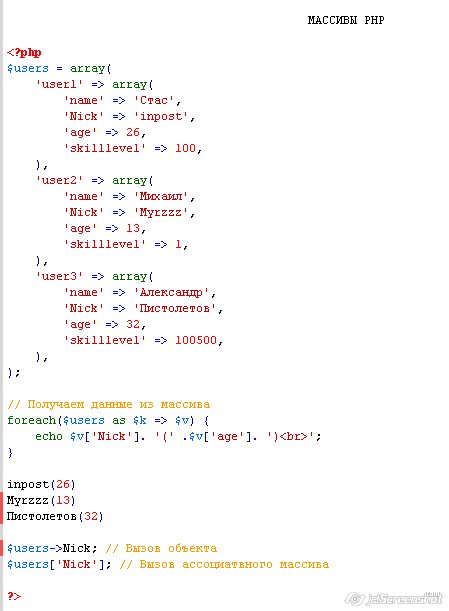 МАССИВЫ PHP
<?php
$users = array(
'user1' => array(
'name' => 'Стас',
'Nick' => 'inpost',
'age' => 26,
'skilllevel' => 100,
),
'user2' => array(
'name' => 'Михаил',
'Nick' => 'Myrzzz',
'age' => 13,
'skilllevel' => 1,
),
'user3' => array(
'name' => 'Александр',
'Nick' => 'Пистолетов',
'age' => 32,
'skilllevel' => 100500,
),
);
// Получаем данные из массива
foreach($users as $k => $v) {
echo $v['Nick']. '(' .$v['age']. ')<br>';
}
inpost(26)
Myrzzz(13)
Пистолетов(32)
$users->Nick; // Вызов объекта
$users['Nick']; // Вызов ассоциатвного массива
?>
jetScreenshot